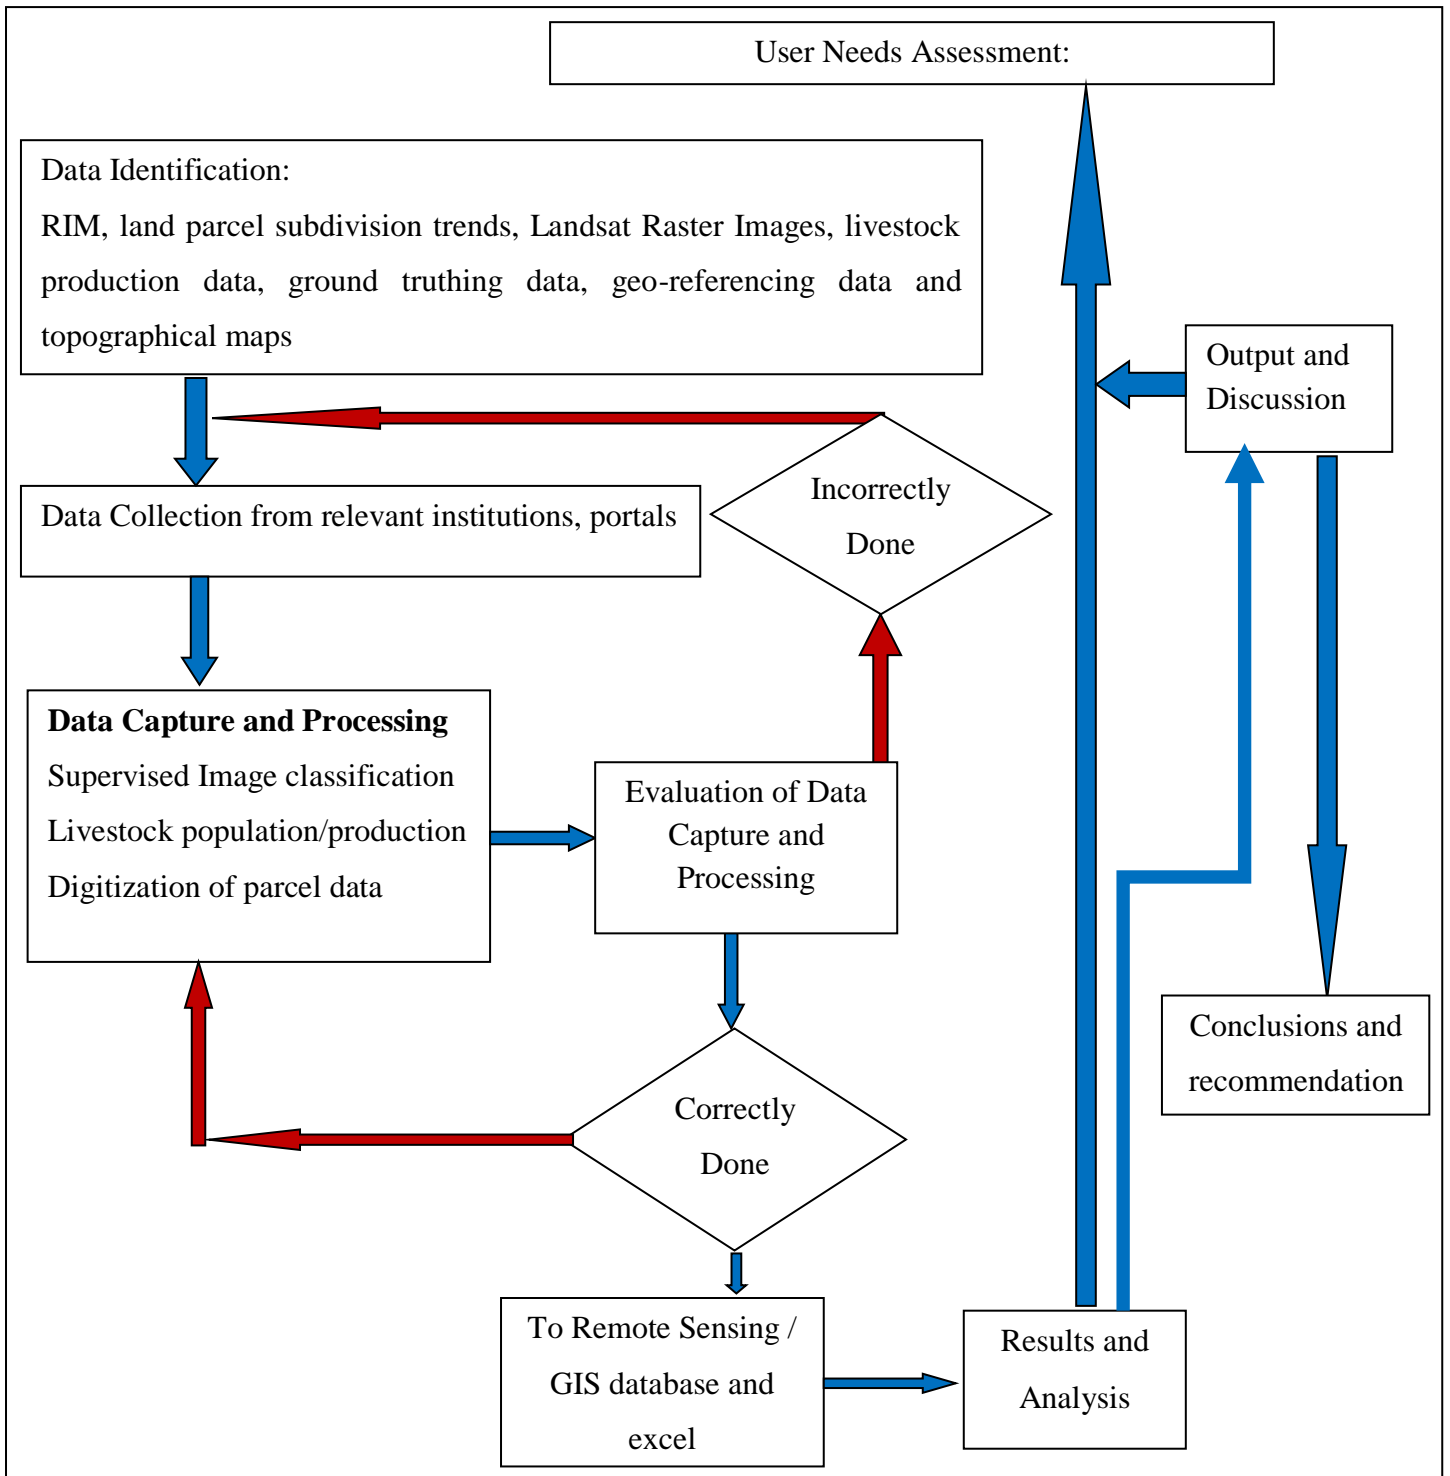 User Needs Assessment:
Data Identification:
RIM, land parcel subdivision trends, Landsat Raster Images, livestock
production data, ground truthing data, geo-referencing data and
topographical maps
Output and
Discussion
Incorrectly
Done
Data Collection from relevant institutions, portals
Data Capture and Processing
Supervised Image classification
Livestock population/production
Digitization of parcel data
Evaluation of Data
Capture and
Processing
Conclusions and
recommendation
Correctly
Done
To Remote Sensing /
GIS database and
excel
Results and
Analysis